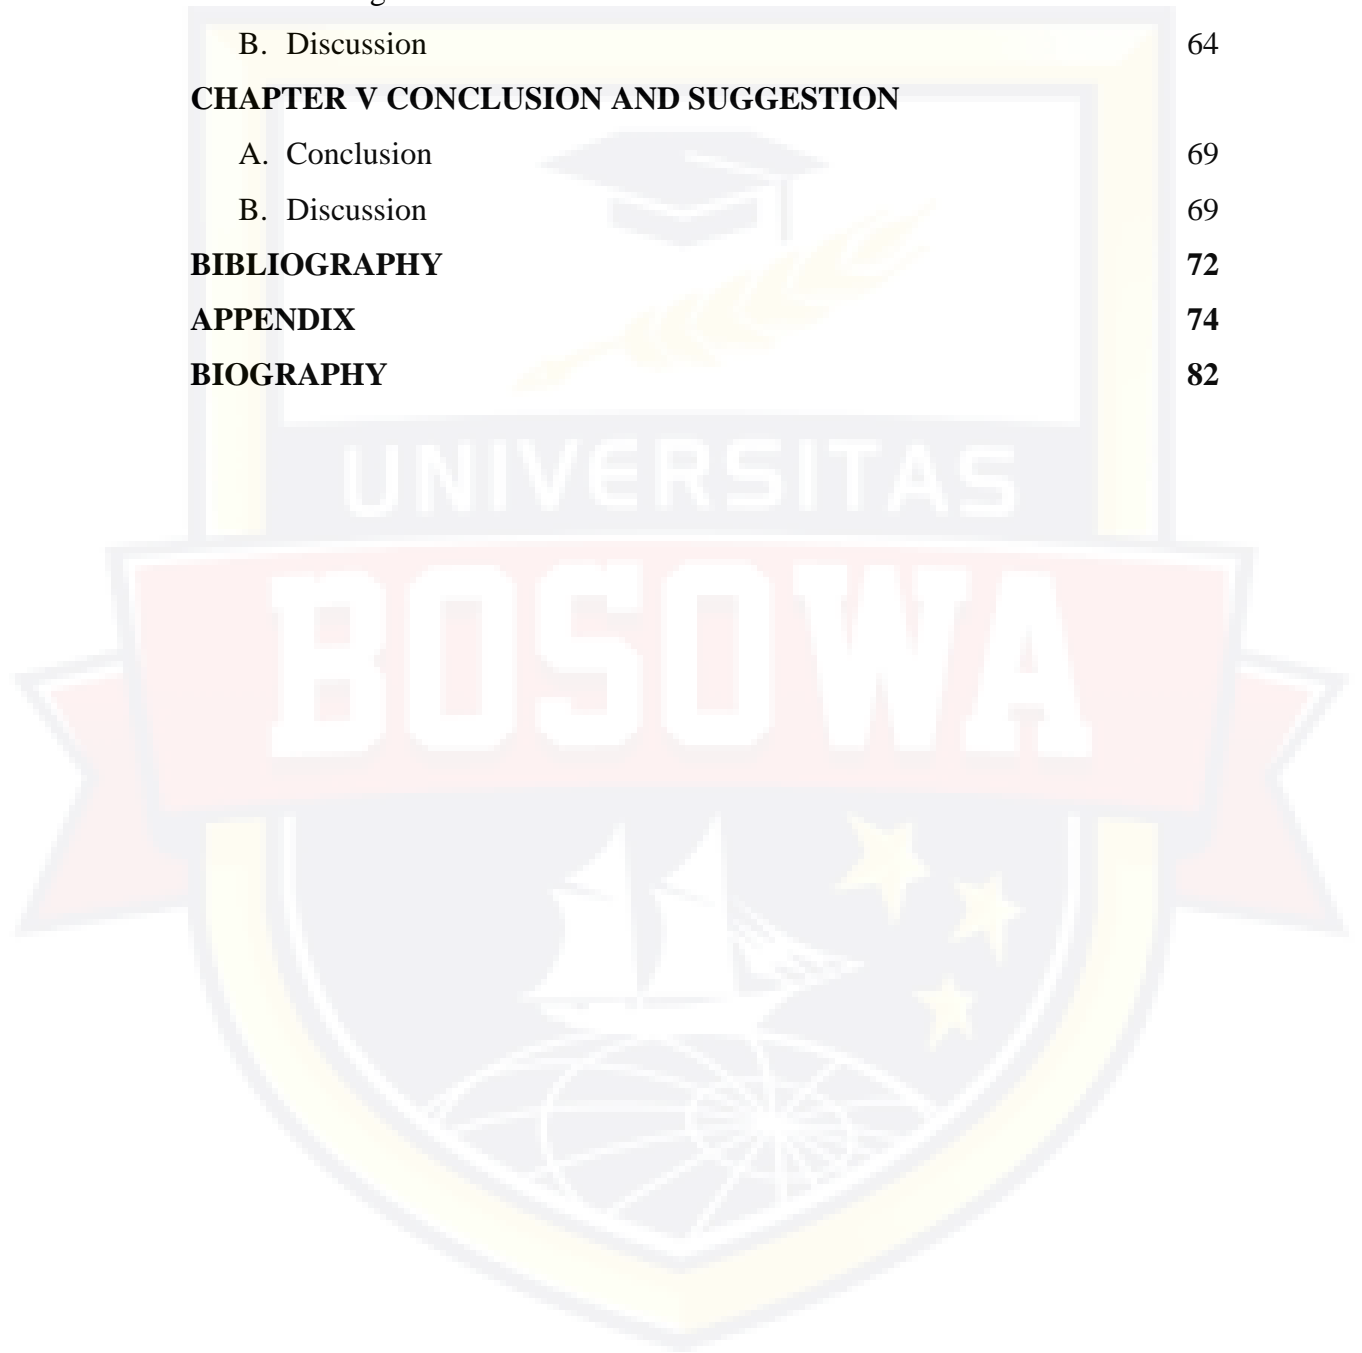 B. Discussion 64
CHAPTER V CONCLUSION AND SUGGESTION
A. Conclusion 69
B. Discussion 69
BIBLIOGRAPHY 72
APPENDIX 74
BIOGRAPHY 82
UNIVERSITAS
BOSOWA